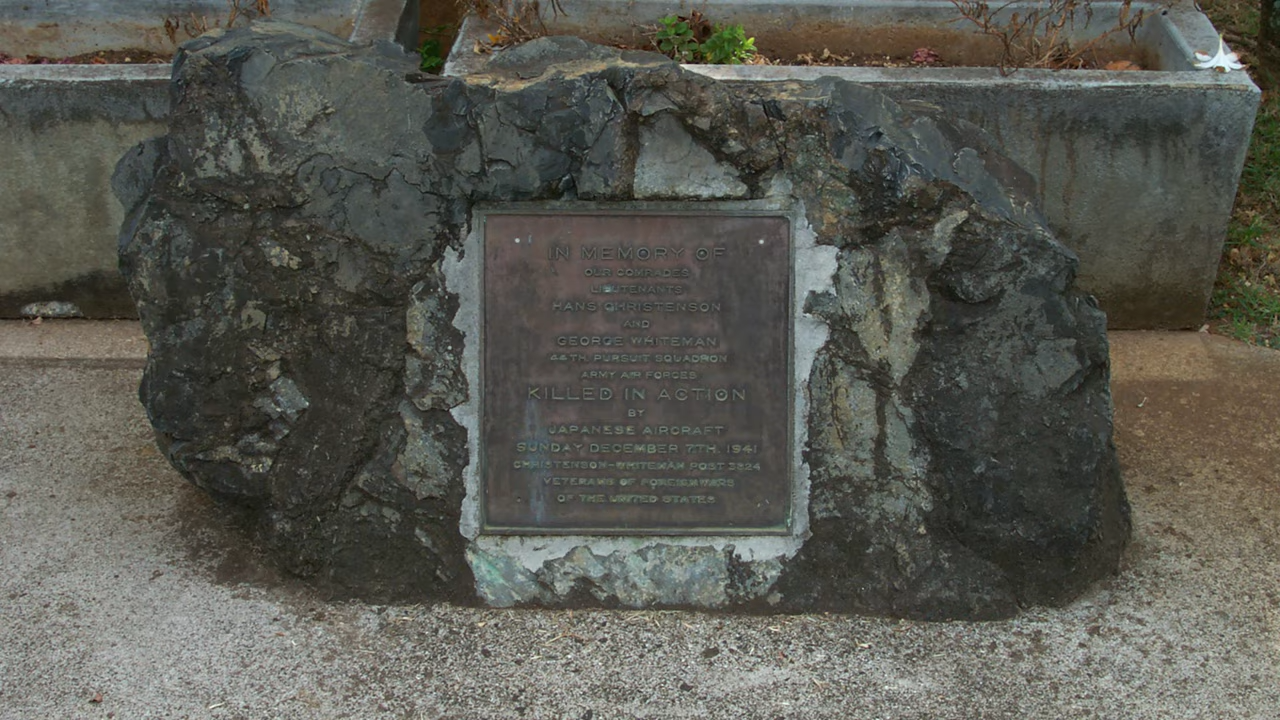 IN MEMORY OF
OUR COMRADES
LIEUTENANTS
HANS CHRISTENSON
AND
GEORGE WHITEMAN
44TH. PURSUIT SQUADRON
ARMY AIR FORCES
KILLED IN ACTION
BY
JAPANESE AIRCRAFT
SUNDAY DECEMBER 7TH. 1941
CHRISTENSON-WHITEMAN POST 3824
VETERANS OF FOREIGN WARS
OF THE UNITED STATES